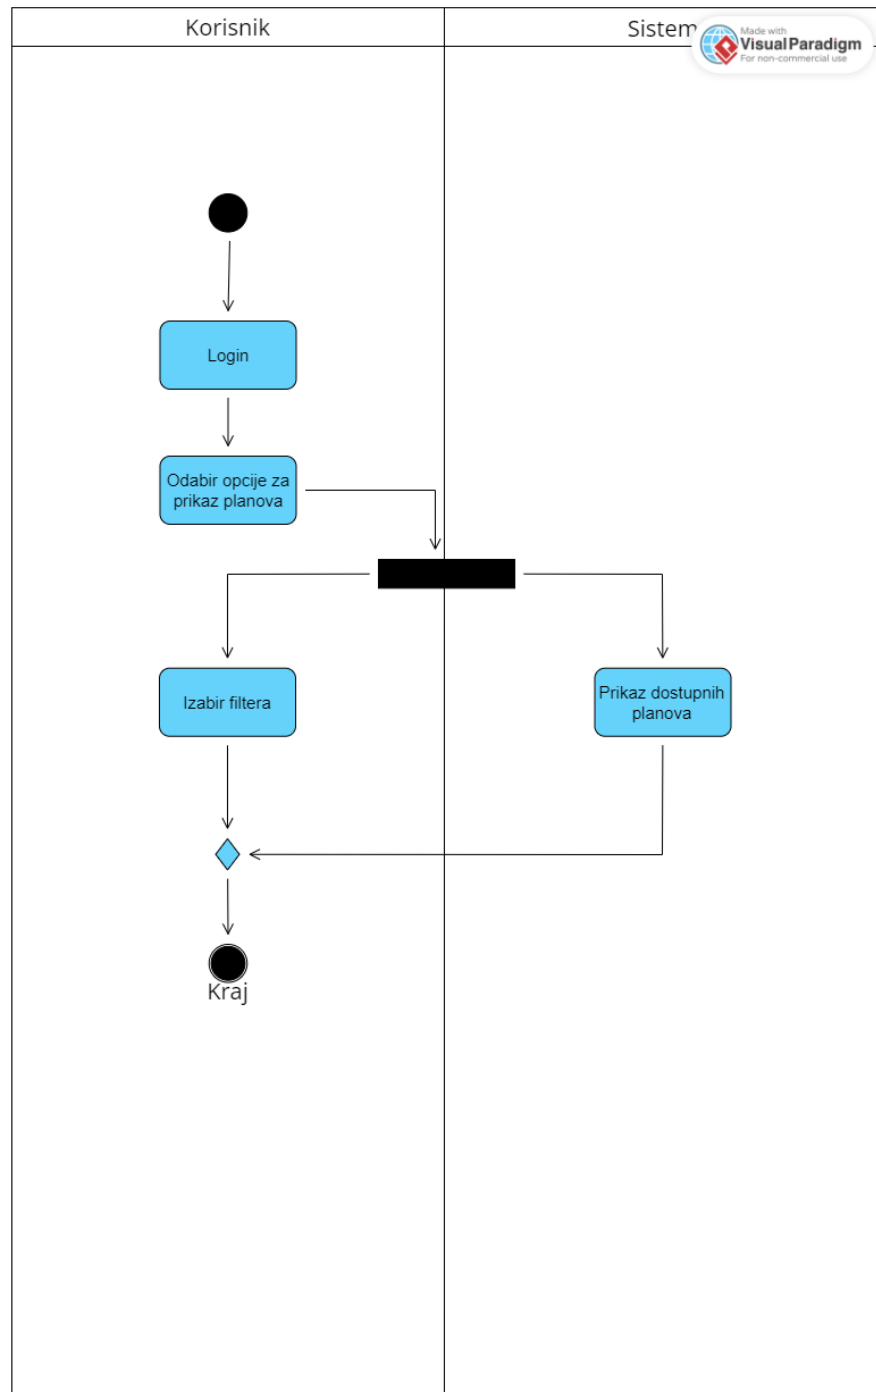 Korisnik
Sistem
Made with
Visual Paradigm
For non-commercial use
Login
Odabir opcije za
prikaz planova
Izabir filtera
Prikaz dostupnih
planova
Kraj